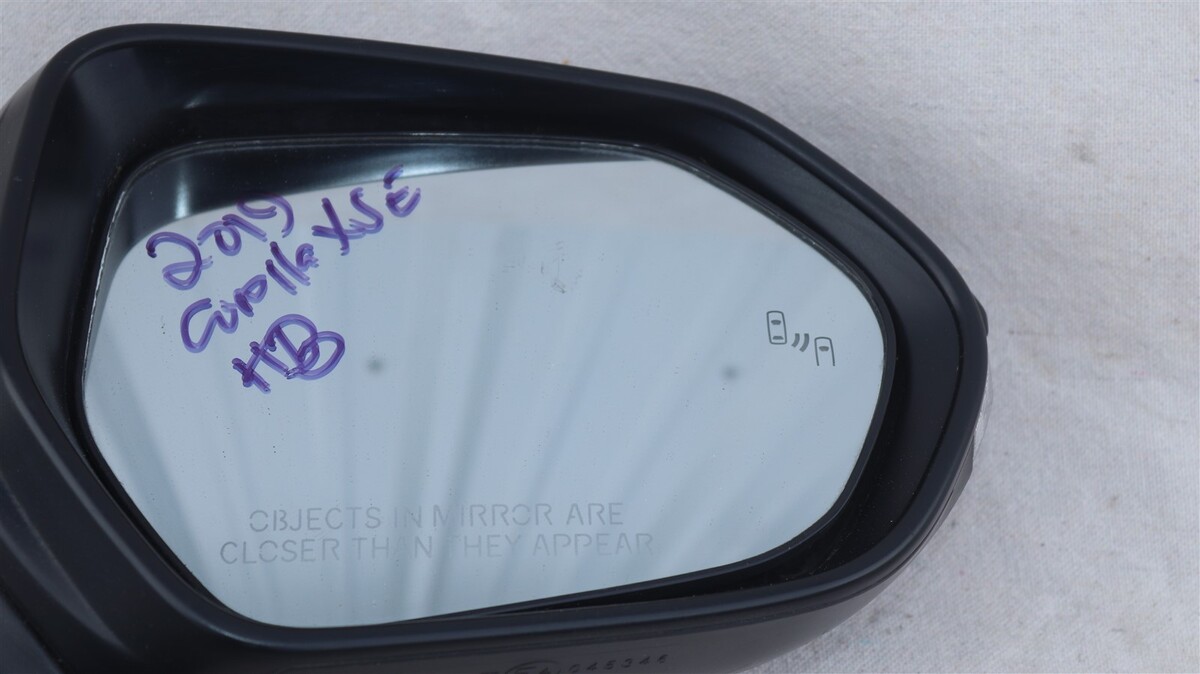 2019
Corolla XSE
HB
OBJECTS IN MIRROR ARE
CLOSER THAN THEY APPEAR